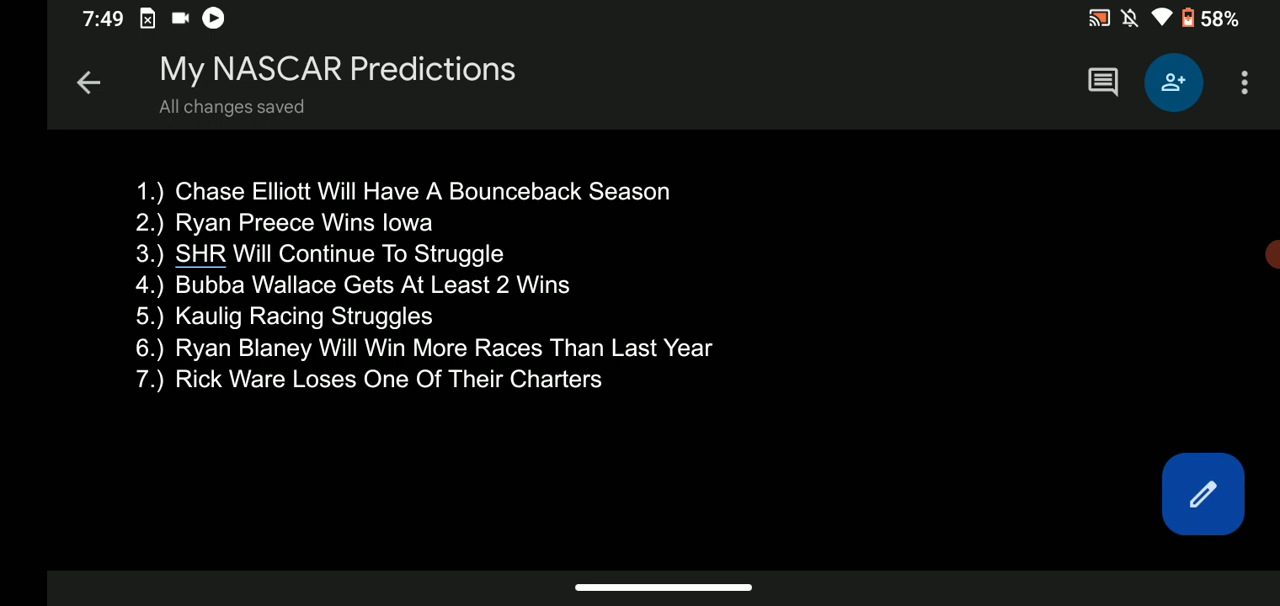 7:49
58%
My NASCAR Predictions
All changes saved
1.) Chase Elliott Will Have A Bounceback Season
2.) Ryan Preece Wins Iowa
3.) SHR Will Continue To Struggle
4.) Bubba Wallace Gets At Least 2 Wins
5.) Kaulig Racing Struggles
6.) Ryan Blaney Will Win More Races Than Last Year
7.) Rick Ware Loses One Of Their Charters